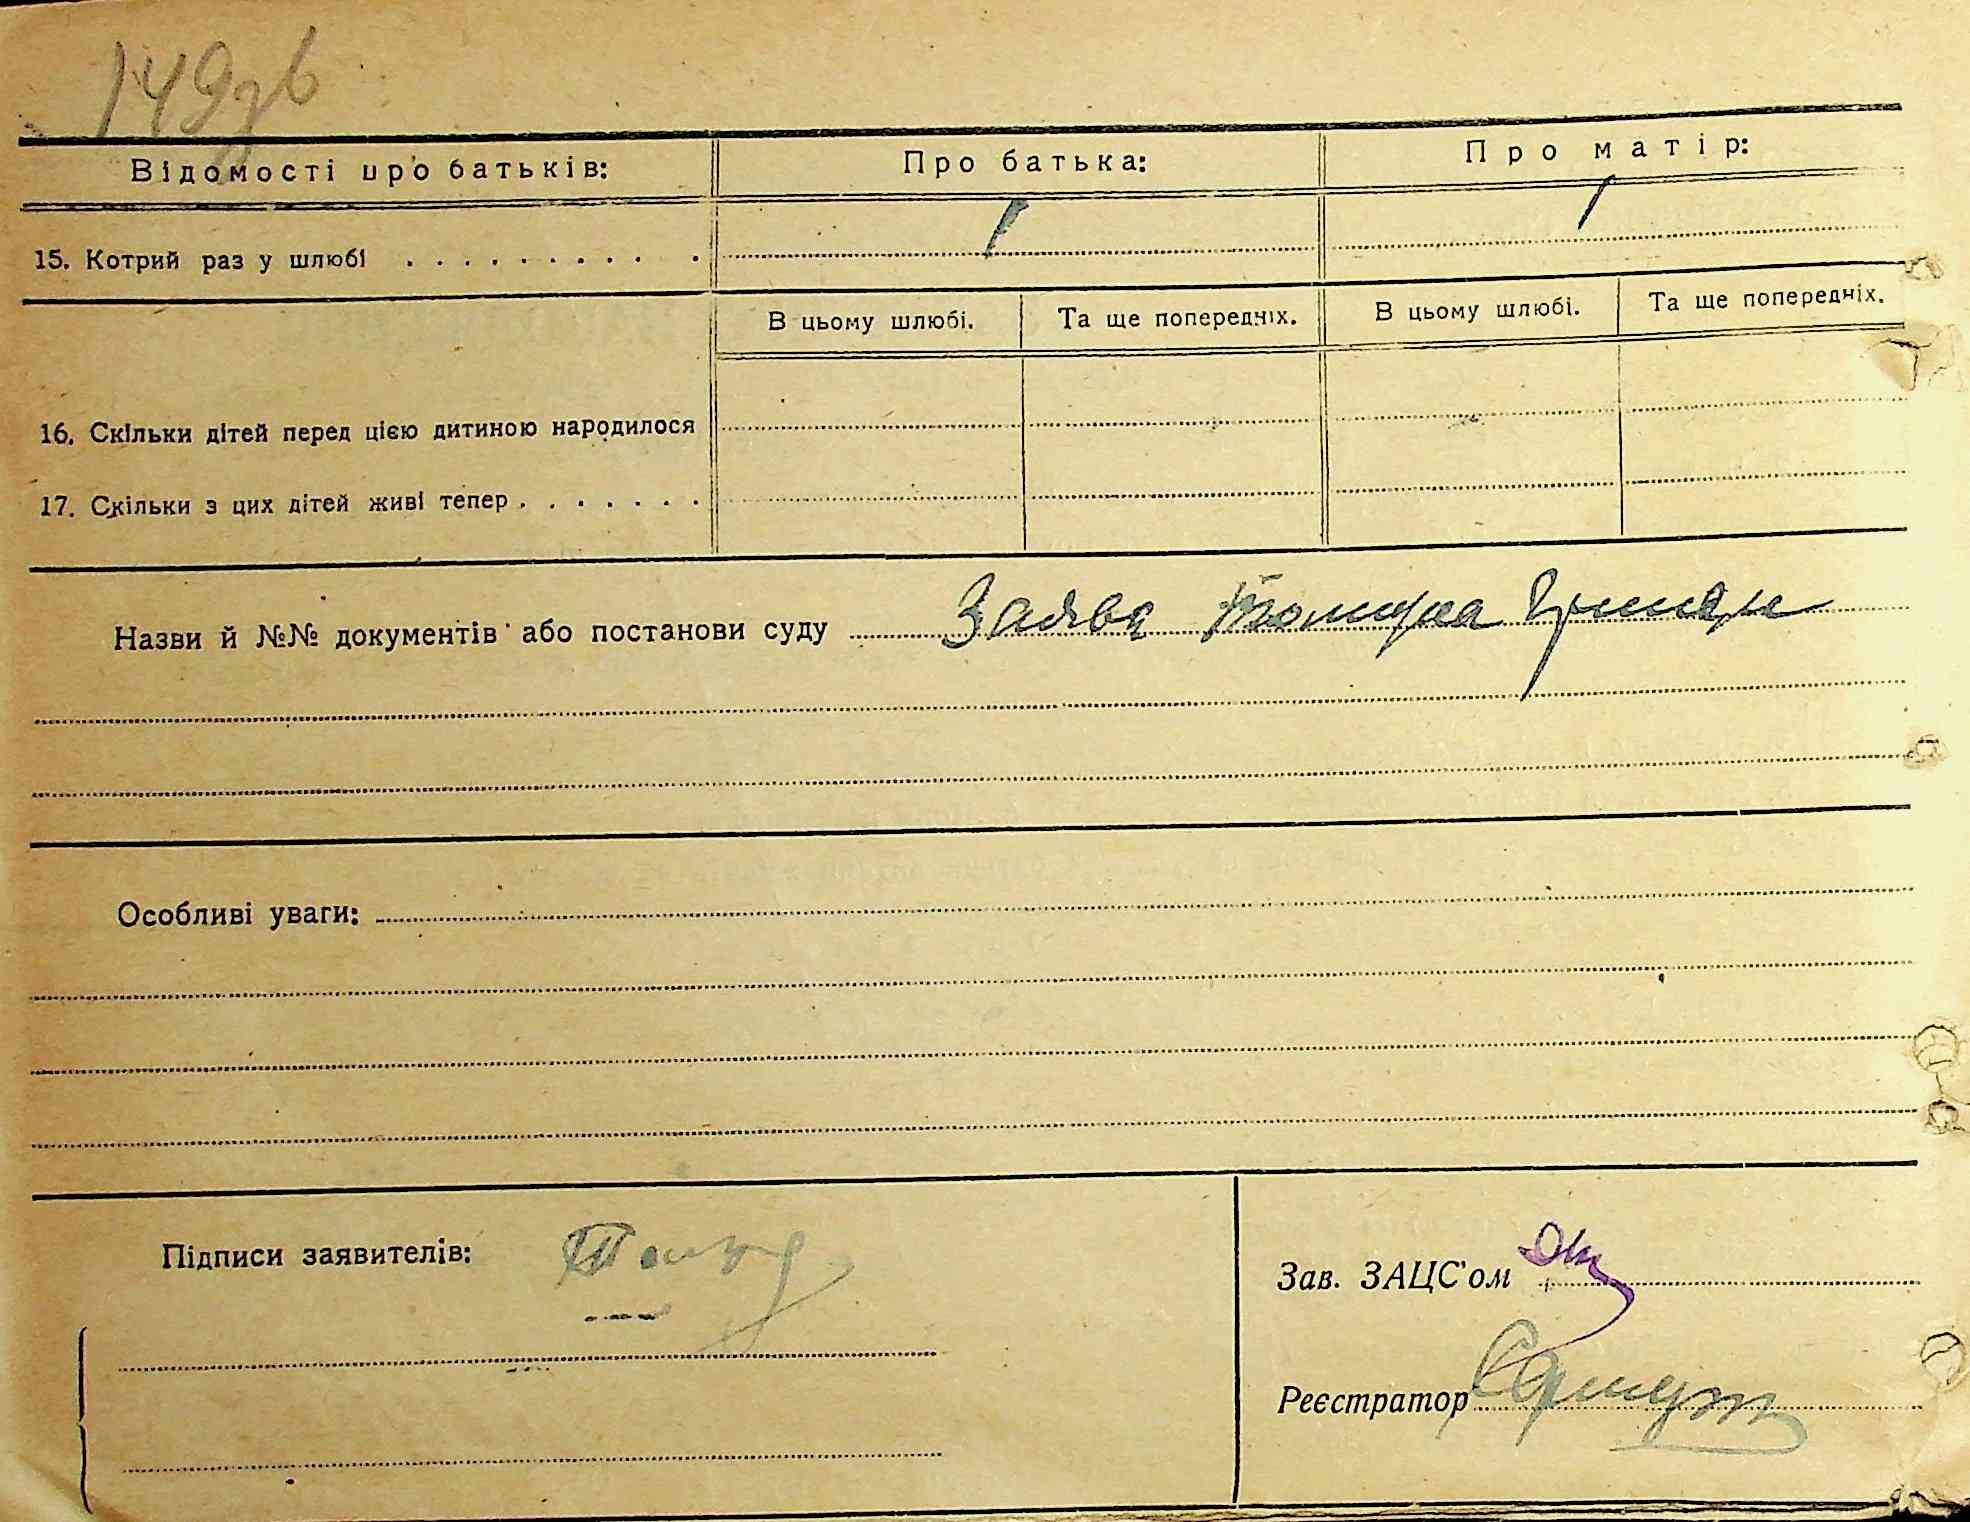 149зв
Відомості про батьків: Про батька: Про матір:
15. Котрий раз у шлюбі . . . . . . . . . . . 1 1
В цьому шлюбі. Та ще попередніх. В цьому шлюбі. Та ще попередніх.
16. Скільки дітей перед цією дитиною народилося
17. Скільки з цих дітей живі тепер . . . . . . .
Назви й №№ документів або постанови суду Заява
Особливі уваги:
Підписи заявителів:
Зав. ЗАЦС'ом
Реєстратор